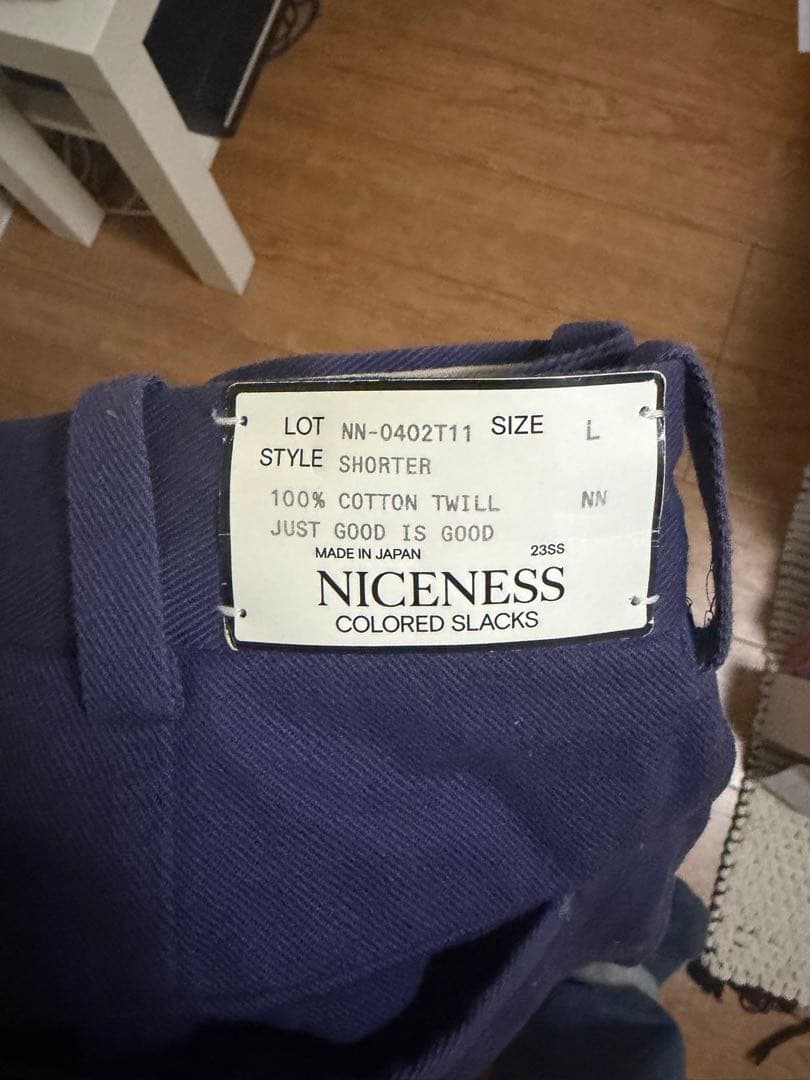 LOT NN-0402T11 SIZE L
STYLE SHORTER
100% COTTON TWILL NN
JUST GOOD IS GOOD
MADE IN JAPAN 23SS
NICENESS
COLORED SLACKS